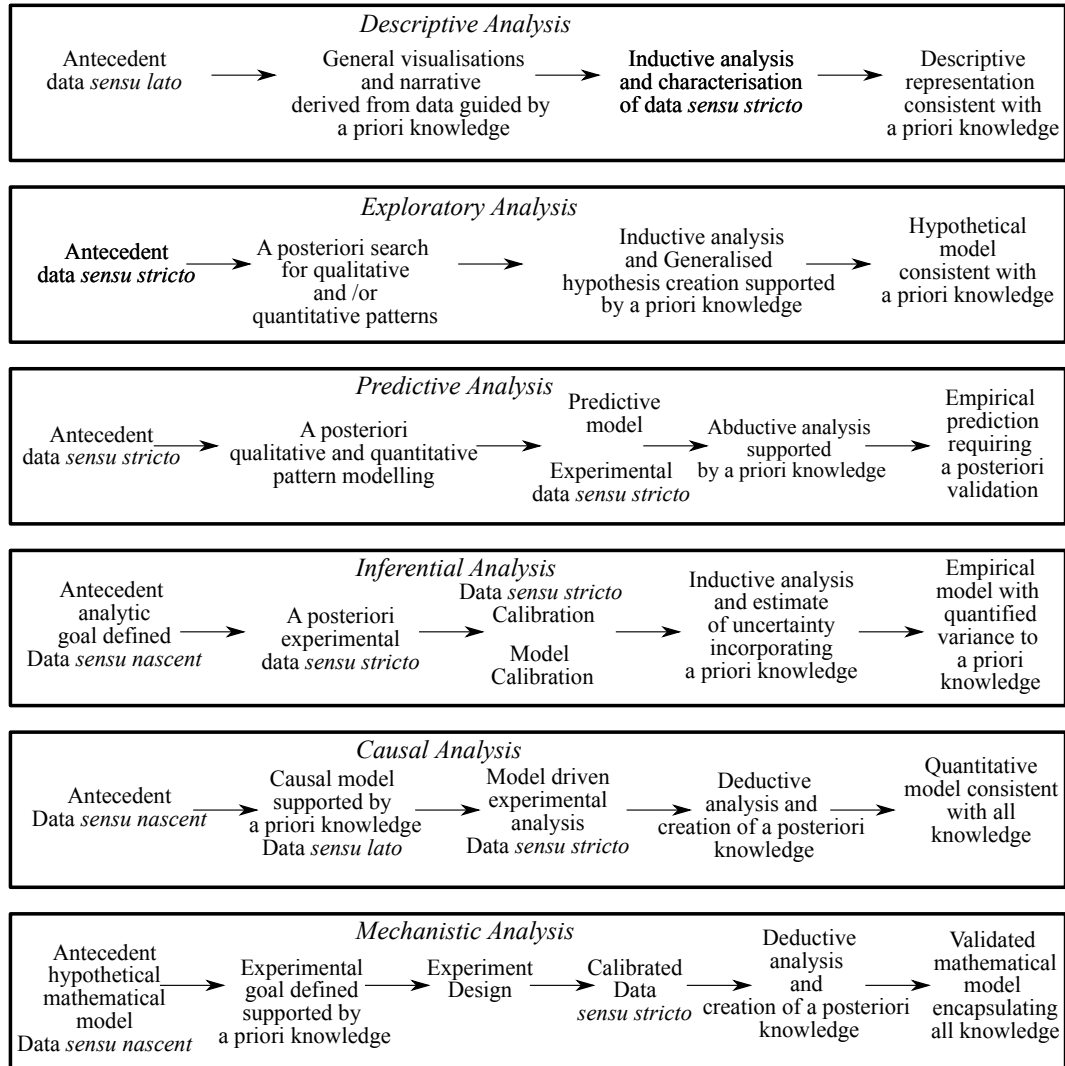 Descriptive Analysis
Antecedent
data sensu lato
General visualisations
and narrative
derived from data guided by
a priori knowledge
Inductive analysis
and characterisation
of data sensu stricto
Descriptive
representation
consistent with
a priori knowledge
Exploratory Analysis
Antecedent
data sensu stricto
A posteriori search
for qualitative
and /or
quantitative patterns
Inductive analysis
and Generalised
hypothesis creation supported
by a priori knowledge
Hypothetical
model
consistent with
a priori knowledge
Predictive Analysis
Antecedent
data sensu stricto
A posteriori
qualitative and quantitative
pattern modelling
Predictive
model
Experimental
data sensu stricto
Abductive analysis
supported
by a priori knowledge
Empirical
prediction
requiring
a posteriori
validation
Inferential Analysis
Antecedent
analytic
goal defined
Data sensu nascent
A posteriori
experimental
data sensu stricto
Data sensu stricto
Calibration
Model
Calibration
Inductive analysis
and estimate
of uncertainty
incorporating
a priori knowledge
Empirical
model with
quantified
variance to
a priori
knowledge
Causal Analysis
Antecedent
Data sensu nascent
Causal model
supported by
a priori knowledge
Data sensu lato
Model driven
experimental
analysis
Data sensu stricto
Deductive
analysis and
creation of a posteriori
knowledge
Quantitative
model consistent
with all
knowledge
Mechanistic Analysis
Antecedent
hypothetical
mathematical
model
Data sensu nascent
Experimental
goal defined
supported by
a priori knowledge
Experiment
Design
Calibrated
Data
sensu stricto
Deductive
analysis
and
creation of a posteriori
knowledge
Validated
mathematical
model
encapsulating
all knowledge